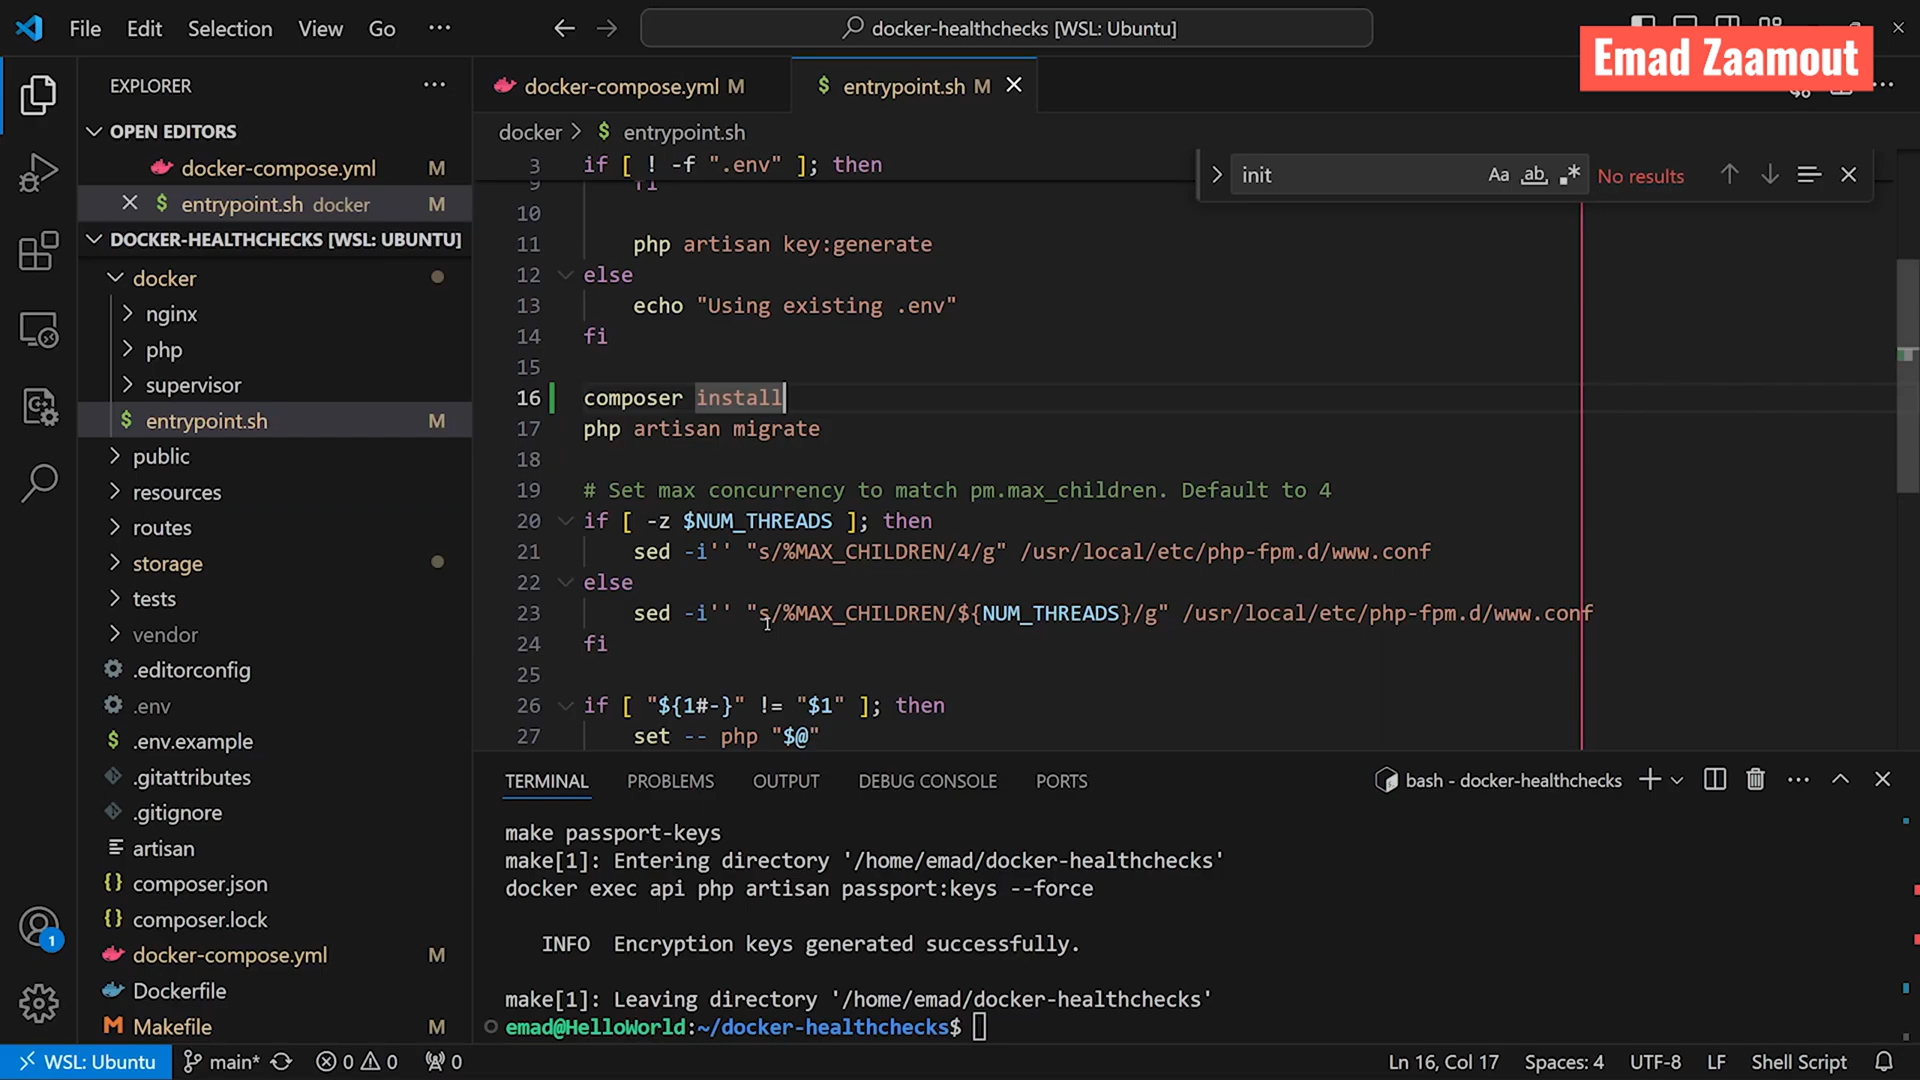 File Edit Selection View Go ···
docker-healthchecks [WSL: Ubuntu]
Emad Zaamout
EXPLORER
OPEN EDITORS
docker-compose.yml M
entrypoint.sh docker M
DOCKER-HEALTHCHECKS [WSL: UBUNTU]
docker
nginx
php
supervisor
entrypoint.sh M
public
resources
routes
storage
tests
vendor
.editorconfig
.env
.env.example
.gitattributes
.gitignore
artisan
composer.json
composer.lock
docker-compose.yml M
Dockerfile
Makefile M
1
docker-compose.yml M
entrypoint.sh M
docker > $ entrypoint.sh
init
Aa ab No results
3 if [ ! -f ".env" ]; then
9 fi
10
11 php artisan key:generate
12 else
13 echo "Using existing .env"
14 fi
15
16 composer install
17 php artisan migrate
18
19 # Set max concurrency to match pm.max_children. Default to 4
20 if [ -z $NUM_THREADS ]; then
21 sed -i'' "s/%MAX_CHILDREN/4/g" /usr/local/etc/php-fpm.d/www.conf
22 else
23 sed -i'' "s/%MAX_CHILDREN/${NUM_THREADS}/g" /usr/local/etc/php-fpm.d/www.conf
24 fi
25
26 if [ "${1#-}" != "$1" ]; then
27 set -- php "$@"
TERMINAL PROBLEMS OUTPUT DEBUG CONSOLE PORTS
bash - docker-healthchecks
make passport-keys
make[1]: Entering directory '/home/emad/docker-healthchecks'
docker exec api php artisan passport:keys --force
INFO Encryption keys generated successfully.
make[1]: Leaving directory '/home/emad/docker-healthchecks'
emad@HelloWorld:~/docker-healthchecks$
WSL: Ubuntu main* 0 0 0
Ln 16, Col 17 Spaces: 4 UTF-8 LF Shell Script